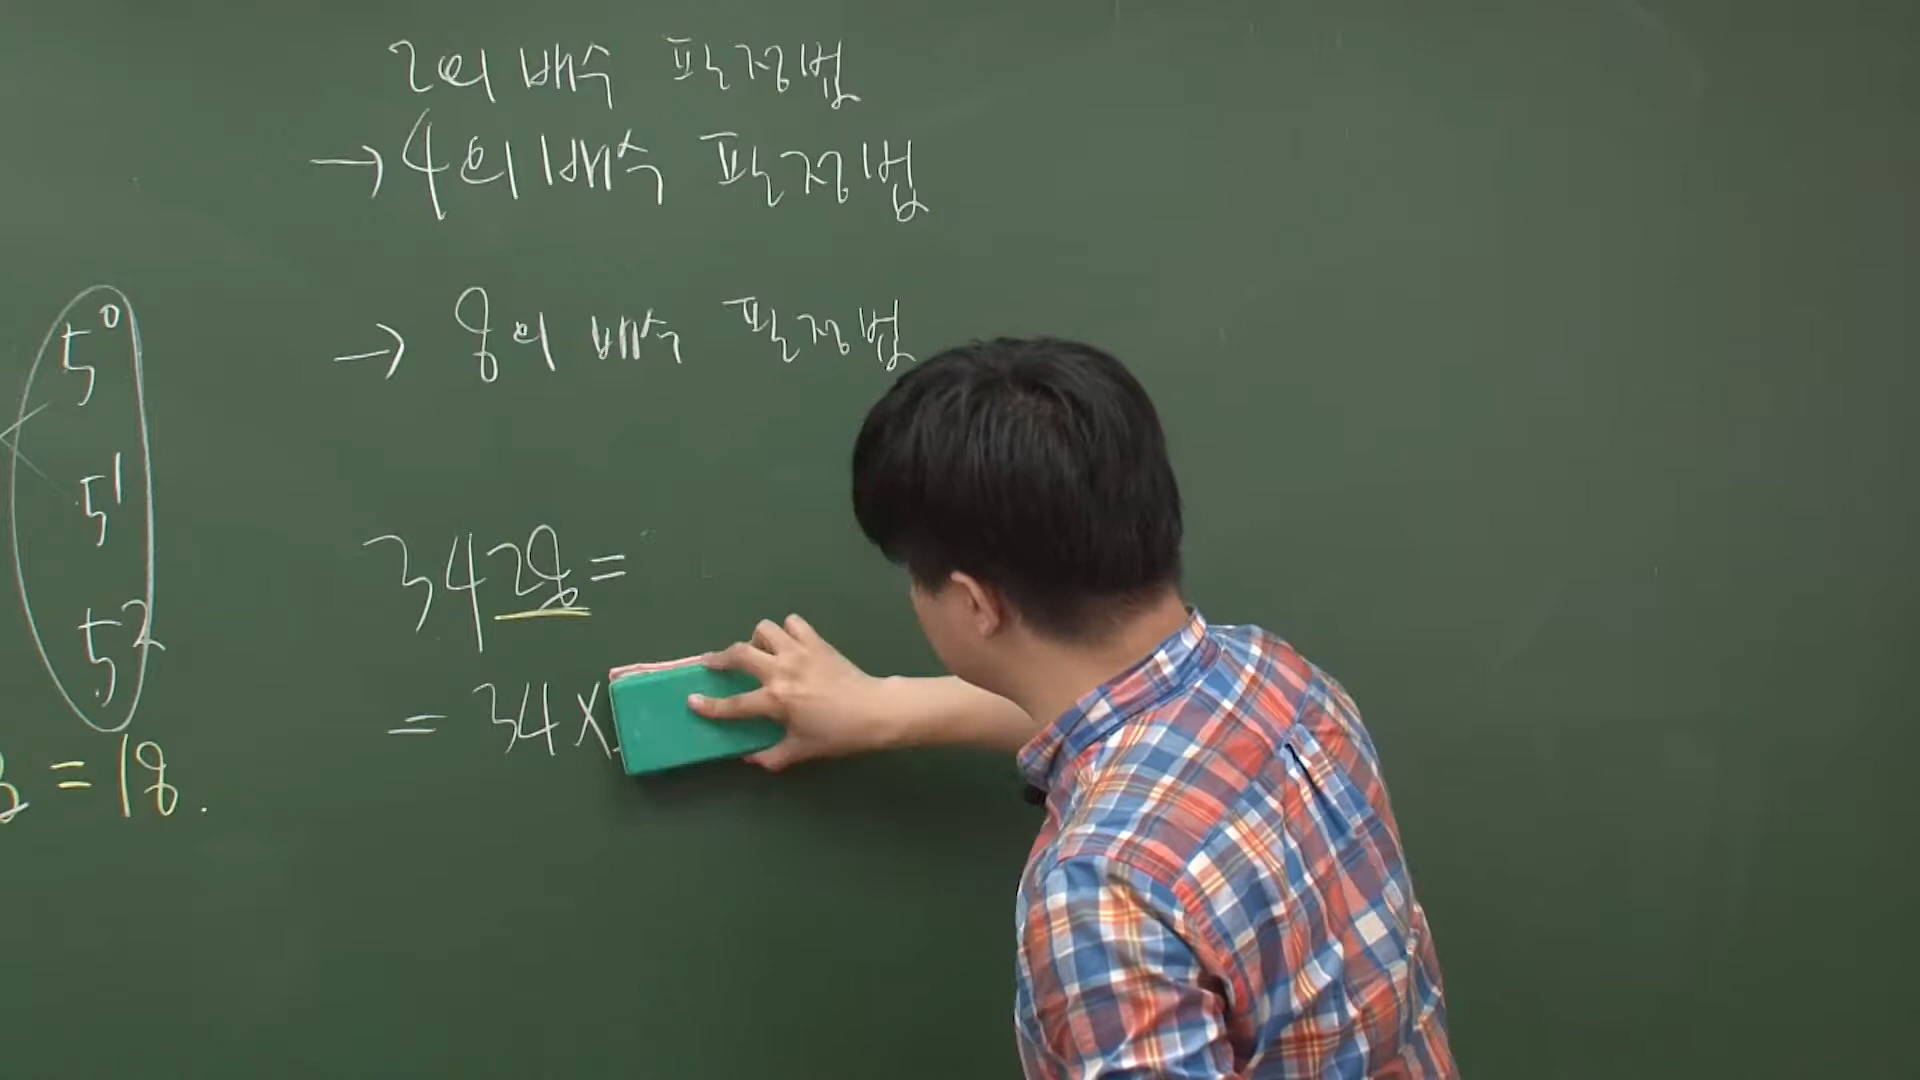 2의 배수 판정법
→4의 배수 판정법
→ 8의 배수 판정법
5⁰
5¹
5²
= 18.
3428=
= 34×